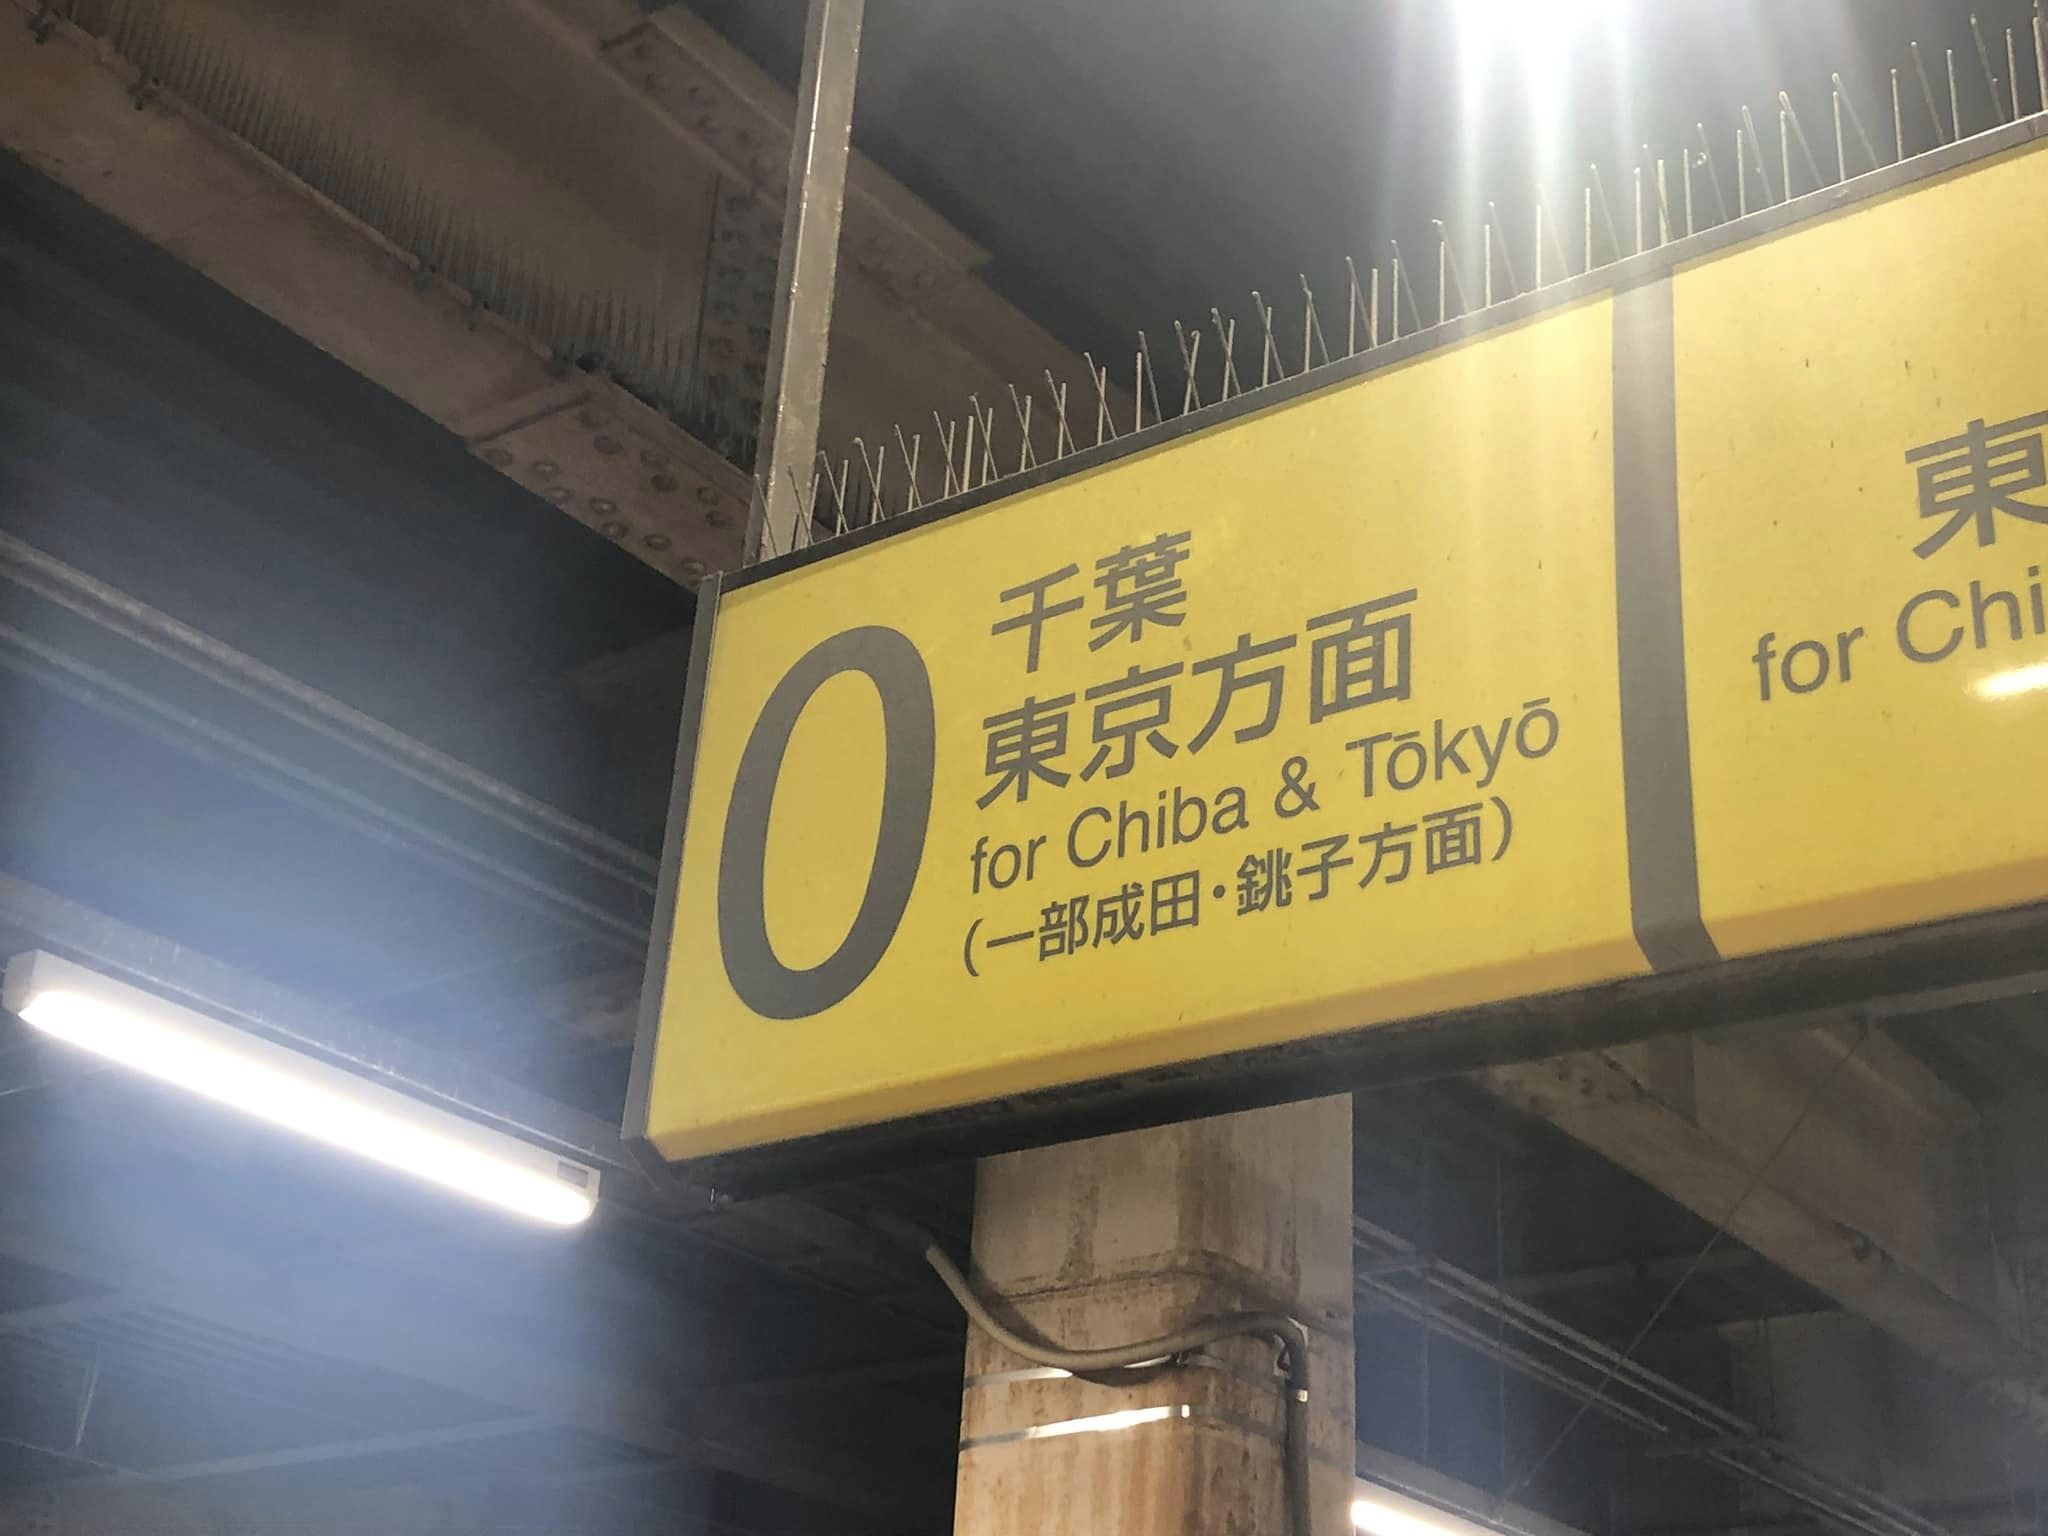 0
千葉
東京方面
for Chiba & Tōkyō
(一部成田・銚子方面)
東
for Chi